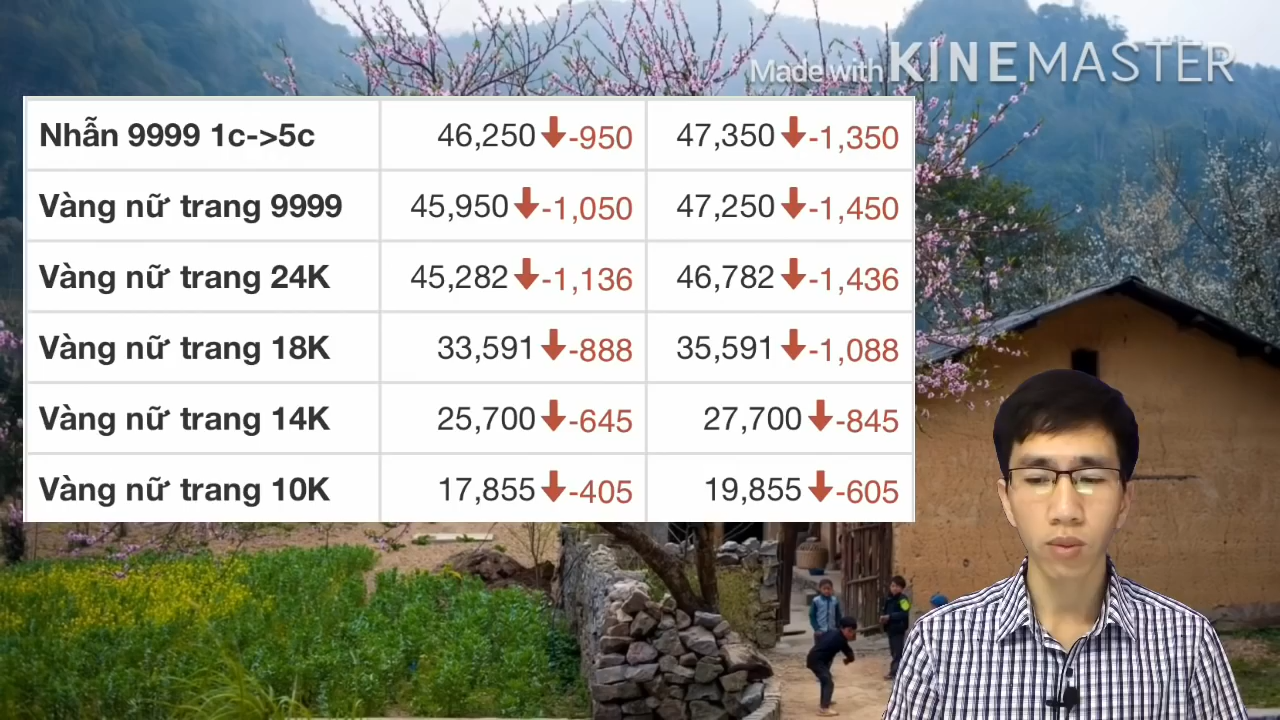 Made with KINEMASTER
Nhẫn 9999 1c->5c 46,250 -950 47,350 -1,350
Vàng nữ trang 9999 45,950 -1,050 47,250 -1,450
Vàng nữ trang 24K 45,282 -1,136 46,782 -1,436
Vàng nữ trang 18K 33,591 -888 35,591 -1,088
Vàng nữ trang 14K 25,700 -645 27,700 -845
Vàng nữ trang 10K 17,855 -405 19,855 -605